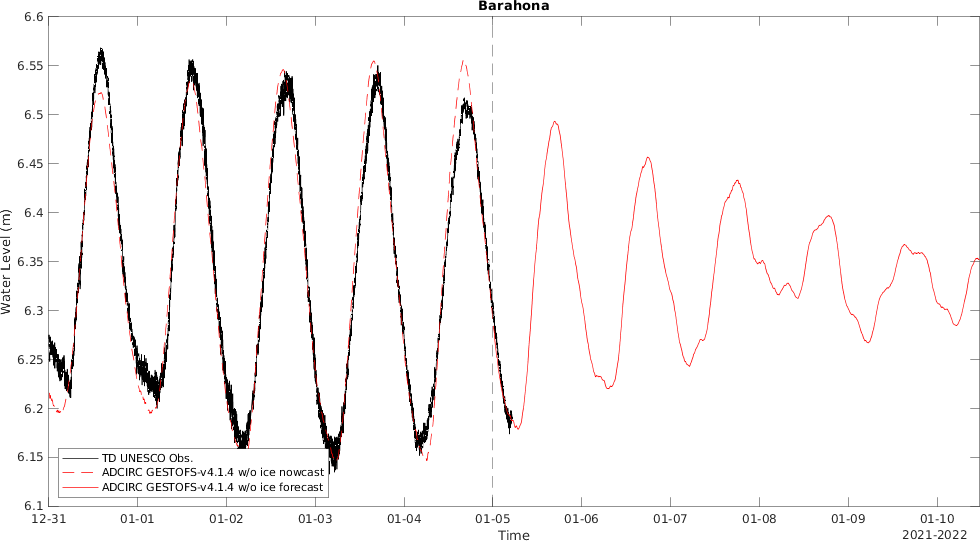 Barahona
6.6
6.55
6.5
6.45
6.4
6.35
6.3
6.25
6.2
6.15
6.1
Water Level (m)
TD UNESCO Obs.
ADCIRC GESTOFS-v4.1.4 w/o ice nowcast
ADCIRC GESTOFS-v4.1.4 w/o ice forecast
12-31 01-01 01-02 01-03 01-04 01-05 01-06 01-07 01-08 01-09 01-10
Time
2021-2022